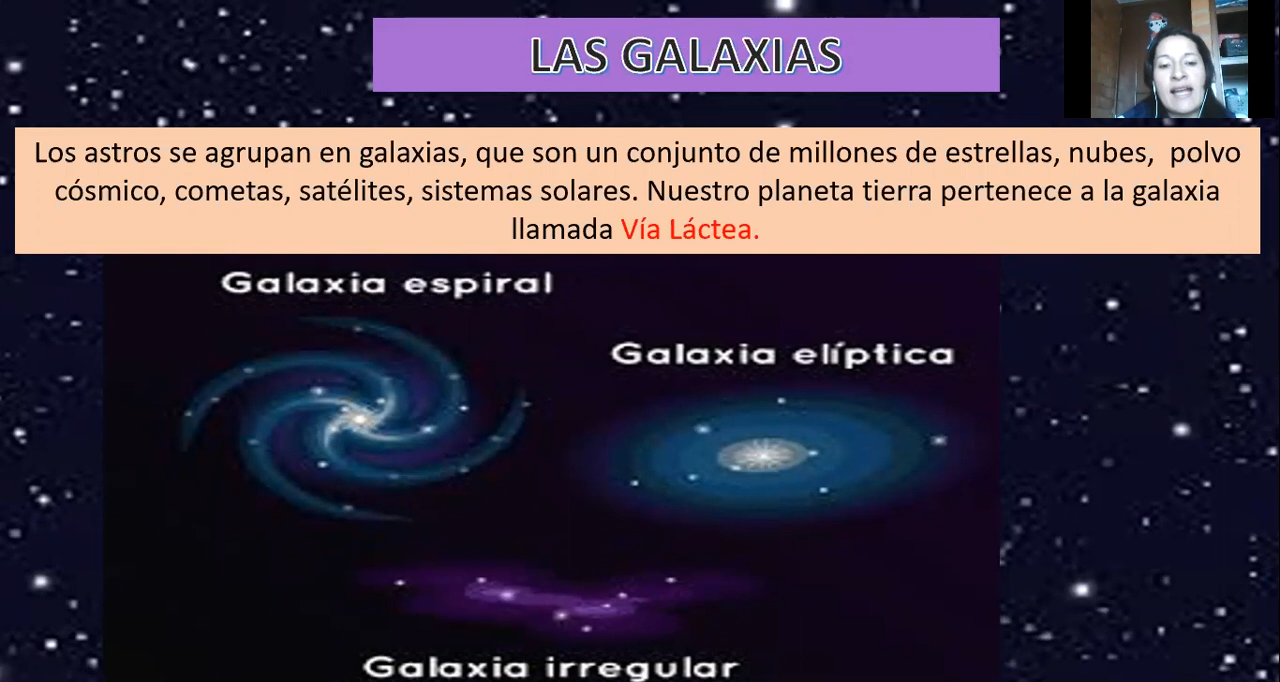 LAS GALAXIAS
Los astros se agrupan en galaxias, que son un conjunto de millones de estrellas, nubes, polvo
cósmico, cometas, satélites, sistemas solares. Nuestro planeta tierra pertenece a la galaxia
llamada Vía Láctea.
Galaxia espiral
Galaxia elíptica
Galaxia irregular